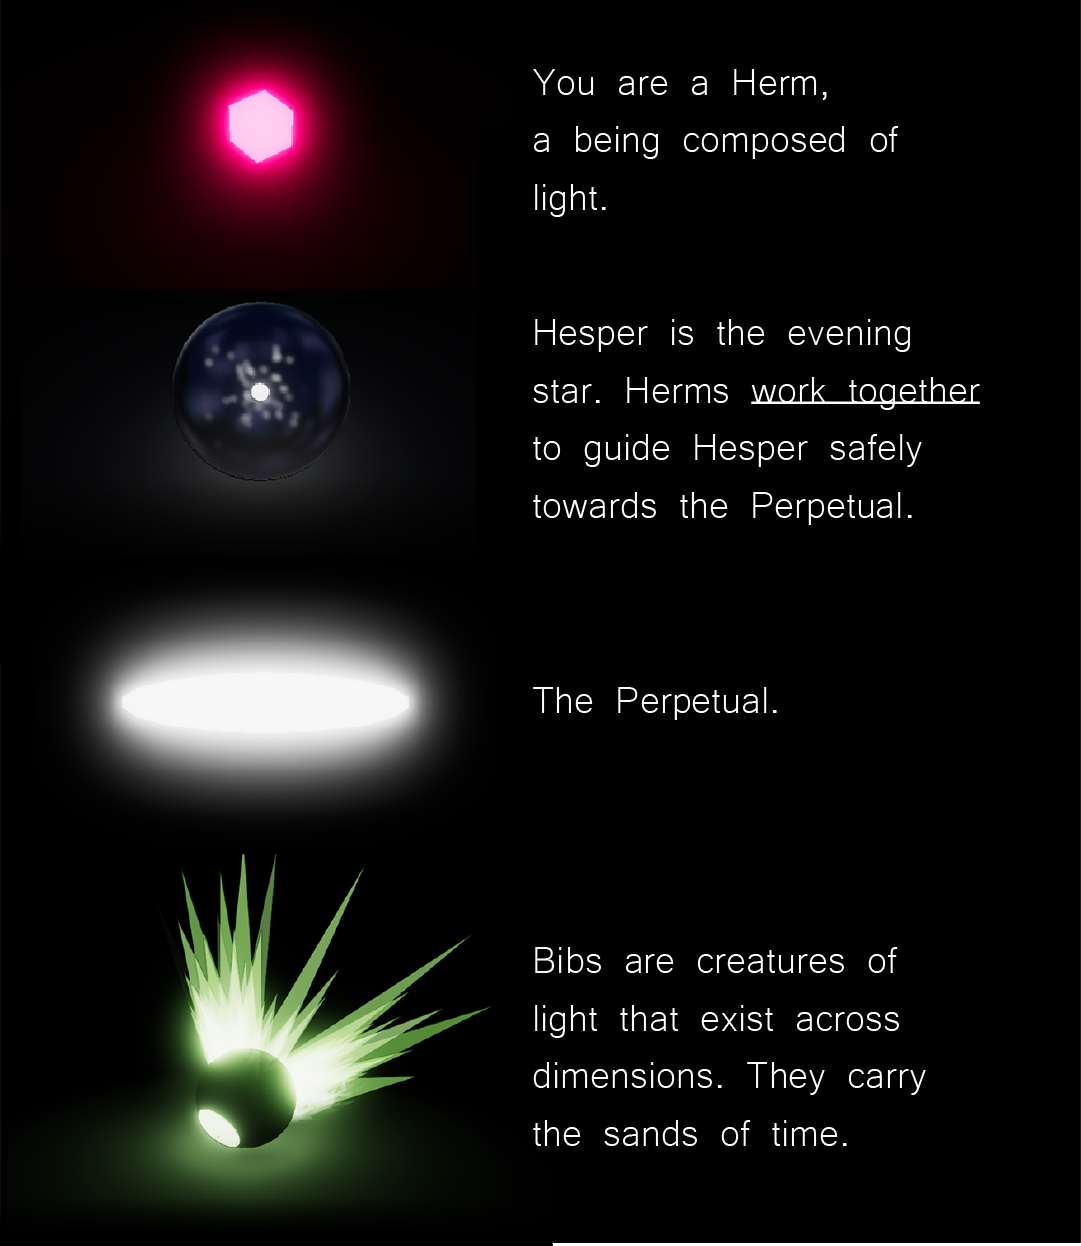 You are a Herm,
a being composed of
light.
Hesper is the evening
star. Herms work together
to guide Hesper safely
towards the Perpetual.
The Perpetual.
Bibs are creatures of
light that exist across
dimensions. They carry
the sands of time.